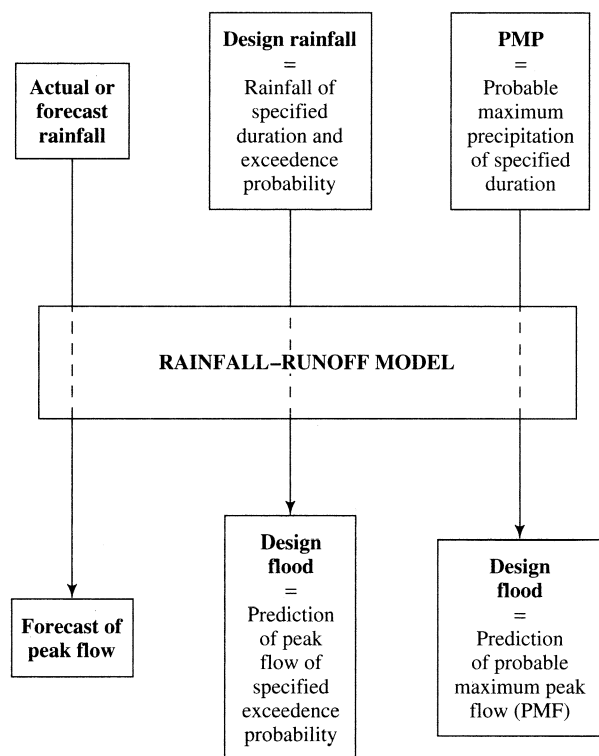 Actual or
forecast
rainfall
Design rainfall
=
Rainfall of
specified
duration and
exceedence
probability
PMP
=
Probable
maximum
precipitation
of specified
duration
RAINFALL–RUNOFF MODEL
Forecast of
peak flow
Design
flood
=
Prediction
of peak
flow of
specified
exceedence
probability
Design
flood
=
Prediction
of probable
maximum peak
flow (PMF)